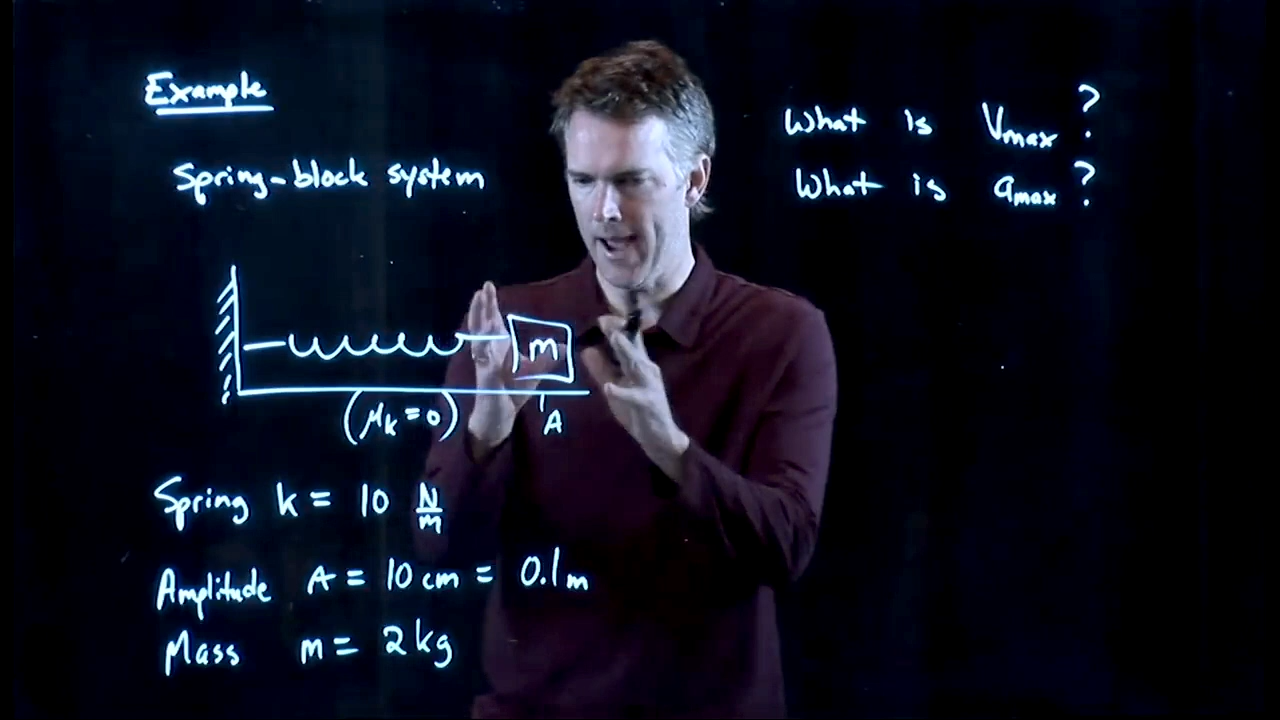 Example
Spring-block system
m
(μk = 0)
A
Spring k = 10 N/m
Amplitude A = 10 cm = 0.1 m
Mass m = 2 kg
What is Vmax ?
What is amax ?